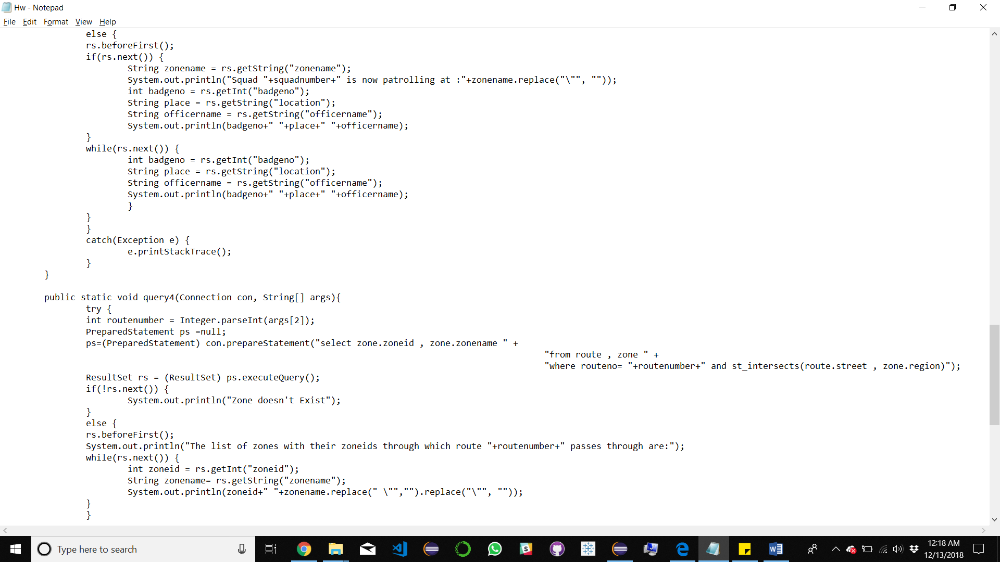 Hw - Notepad
File Edit Format View Help
else {
rs.beforeFirst();
if(rs.next()) {
String zonename = rs.getString("zonename");
System.out.println("Squad "+squadnumber+" is now patrolling at :"+zonename.replace("\"", ""));
int badgeno = rs.getInt("badgeno");
String place = rs.getString("location");
String officername = rs.getString("officername");
System.out.println(badgeno+" "+place+" "+officername);
}
while(rs.next()) {
int badgeno = rs.getInt("badgeno");
String place = rs.getString("location");
String officername = rs.getString("officername");
System.out.println(badgeno+" "+place+" "+officername);
}
}
}
catch(Exception e) {
e.printStackTrace();
}
}
public static void query4(Connection con, String[] args){
try {
int routenumber = Integer.parseInt(args[2]);
PreparedStatement ps =null;
ps=(PreparedStatement) con.prepareStatement("select zone.zoneid , zone.zonename " +
"from route , zone " +
"where routeno= "+routenumber+" and st_intersects(route.street , zone.region)");
ResultSet rs = (ResultSet) ps.executeQuery();
if(!rs.next()) {
System.out.println("Zone doesn't Exist");
}
else {
rs.beforeFirst();
System.out.println("The list of zones with their zoneids through which route "+routenumber+" passes through are:");
while(rs.next()) {
int zoneid = rs.getInt("zoneid");
String zonename= rs.getString("zonename");
System.out.println(zoneid+" "+zonename.replace(" \"","").replace("\"", ""));
}
}
Type here to search
12:18 AM
12/13/2018